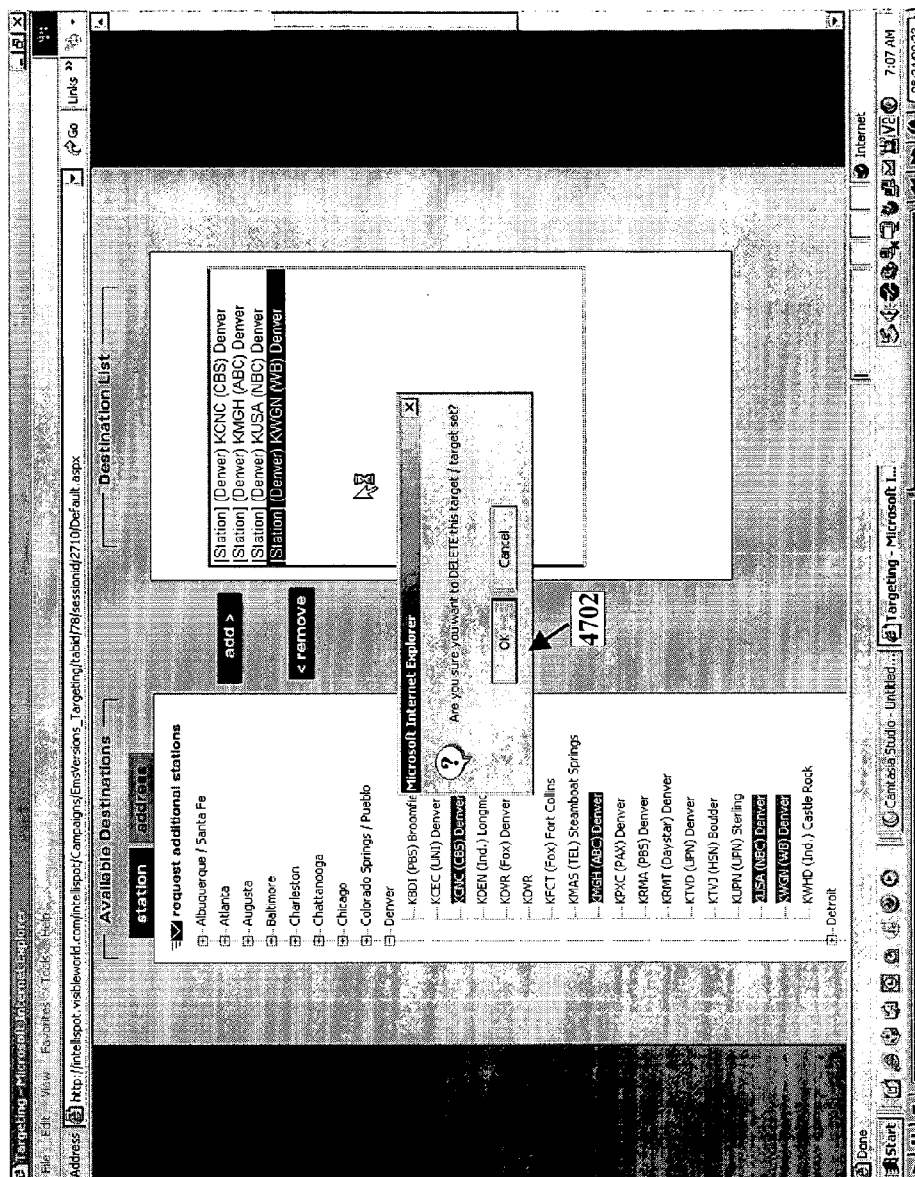 Targeting - Microsoft Internet Explorer
File Edit View Favorites Tools Help
Address http://intellispot.visibleworld.com/intellispot/Campaigns/EmsVersions_Targeting/tabid/78/sessionid/2710/Default.aspx Go Links »
Available Destinations
station address
request additional stations
Albuquerque / Santa Fe
Atlanta
Augusta
Baltimore
Charleston
Chattanooga
Chicago
Colorado Springs / Pueblo
Denver
KBDI (PBS) Broomfie
KCEC (UNI) Denver
KCNC (CBS) Denver
KDEN (Ind.) Longmo
KDVR (Fox) Denver
KDVR
KFCT (Fox) Fort Collins
KMAS (TEL) Steamboat Springs
KMGH (ABC) Denver
KPXC (PAX) Denver
KRMA (PBS) Denver
KRMT (Daystar) Denver
KTVD (UPN) Denver
KTVJ (HSN) Boulder
KUPN (UPN) Sterling
KUSA (NBC) Denver
KWGN (WB) Denver
KWHD (Ind.) Castle Rock
Detroit
add >
< remove
Destination List
[Station] (Denver) KCNC (CBS) Denver
[Station] (Denver) KMGH (ABC) Denver
[Station] (Denver) KUSA (NBC) Denver
[Station] (Denver) KWGN (WB) Denver
Microsoft Internet Explorer
Are you sure you want to DELETE this target / target set?
OK Cancel
4702
Done Internet
Start Camtasia Studio - Untitled... Targeting - Microsoft I... 7:07 AM